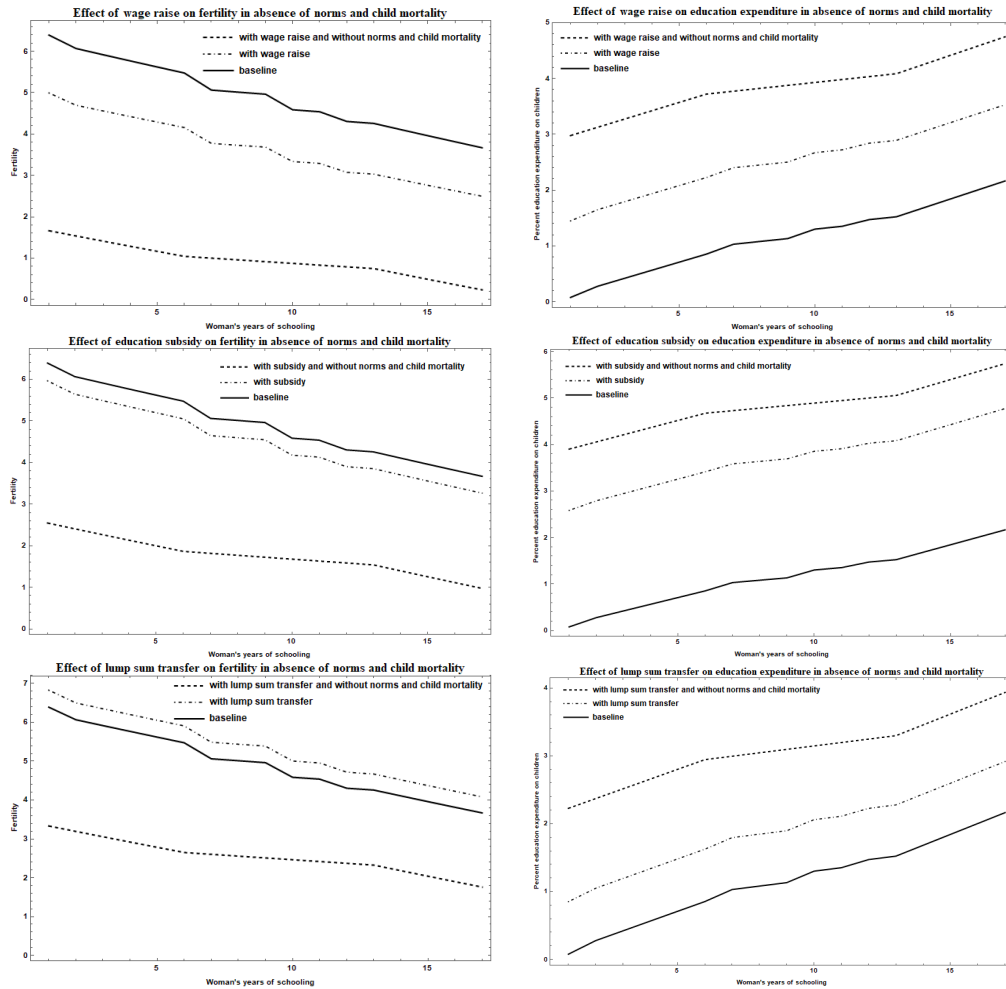 Effect of wage raise on fertility in absence of norms and child mortality
with wage raise and without norms and child mortality
with wage raise
baseline
Fertility
6
5
4
3
2
1
0
5
10
15
Woman's years of schooling
Effect of wage raise on education expenditure in absence of norms and child mortality
with wage raise and without norms and child mortality
with wage raise
baseline
Percent education expenditure on children
5
4
3
2
1
0
5
10
15
Woman's years of schooling
Effect of education subsidy on fertility in absence of norms and child mortality
with subsidy and without norms and child mortality
with subsidy
baseline
Fertility
6
5
4
3
2
1
0
5
10
15
Woman's years of schooling
Effect of education subsidy on education expenditure in absence of norms and child mortality
with subsidy and without norms and child mortality
with subsidy
baseline
Percent education expenditure on children
6
5
4
3
2
1
0
5
10
15
Woman's years of schooling
Effect of lump sum transfer on fertility in absence of norms and child mortality
with lump sum transfer and without norms and child mortality
with lump sum transfer
baseline
Fertility
7
6
5
4
3
2
1
0
5
10
15
Woman's years of schooling
Effect of lump sum transfer on education expenditure in absence of norms and child mortality
with lump sum transfer and without norms and child mortality
with lump sum transfer
baseline
Percent education expenditure on children
4
3
2
1
0
5
10
15
Woman's years of schooling